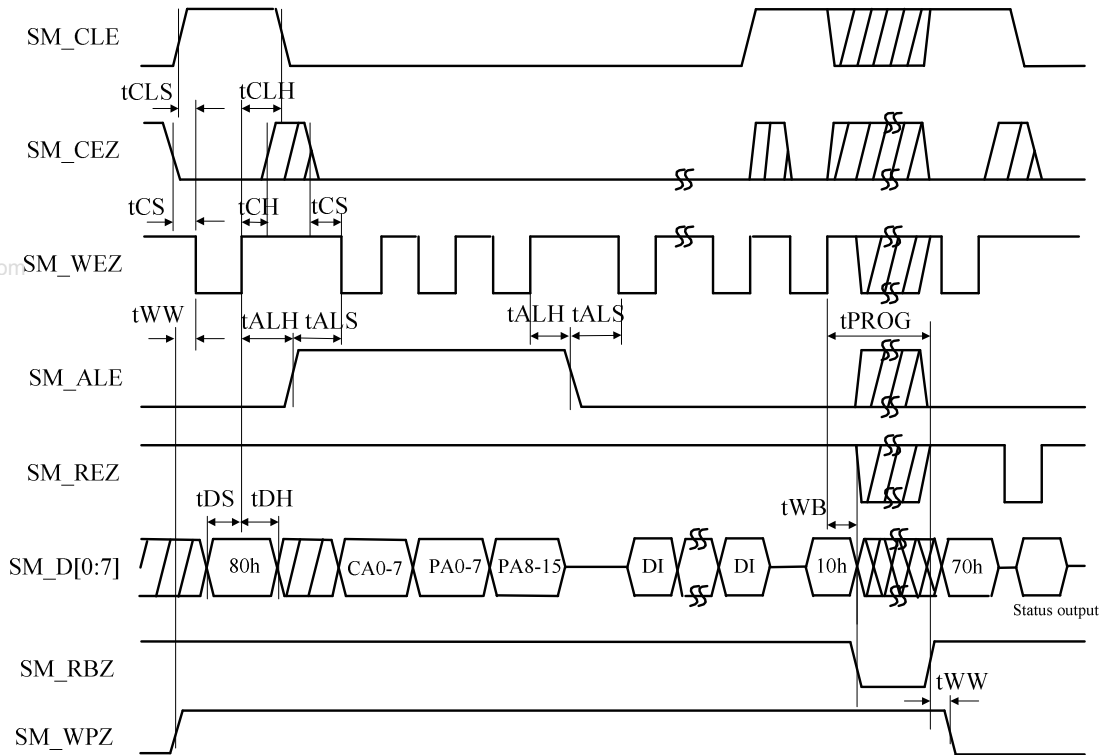 SM_CLE
tCLS tCLH
SM_CEZ
tCS tCH tCS
om
SM_WEZ
tWW tALH tALS tALH tALS tPROG
SM_ALE
SM_REZ
tDS tDH tWB
SM_D[0:7] 80h CA0-7 PA0-7 PA8-15 DI DI 10h 70h
Status output
SM_RBZ
tWW
SM_WPZ